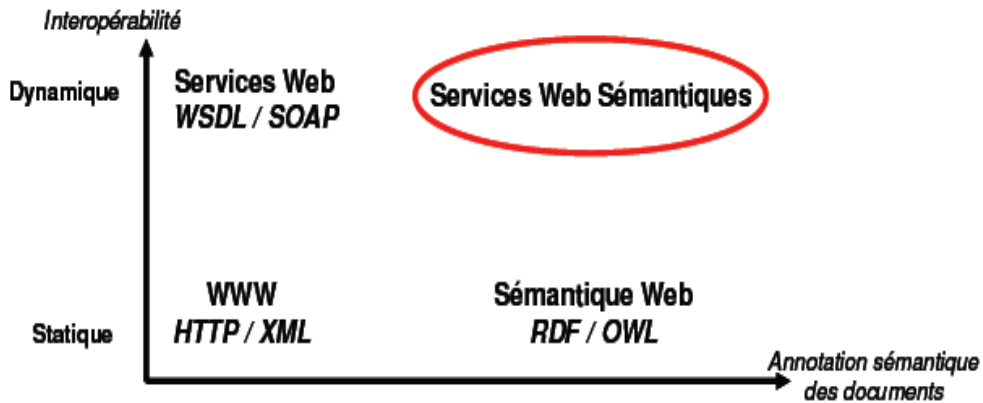 Interopérabilité
Dynamique
Services Web
WSDL / SOAP
Services Web Sémantiques
WWW
HTTP / XML
Sémantique Web
RDF / OWL
Statique
Annotation sémantique
des documents